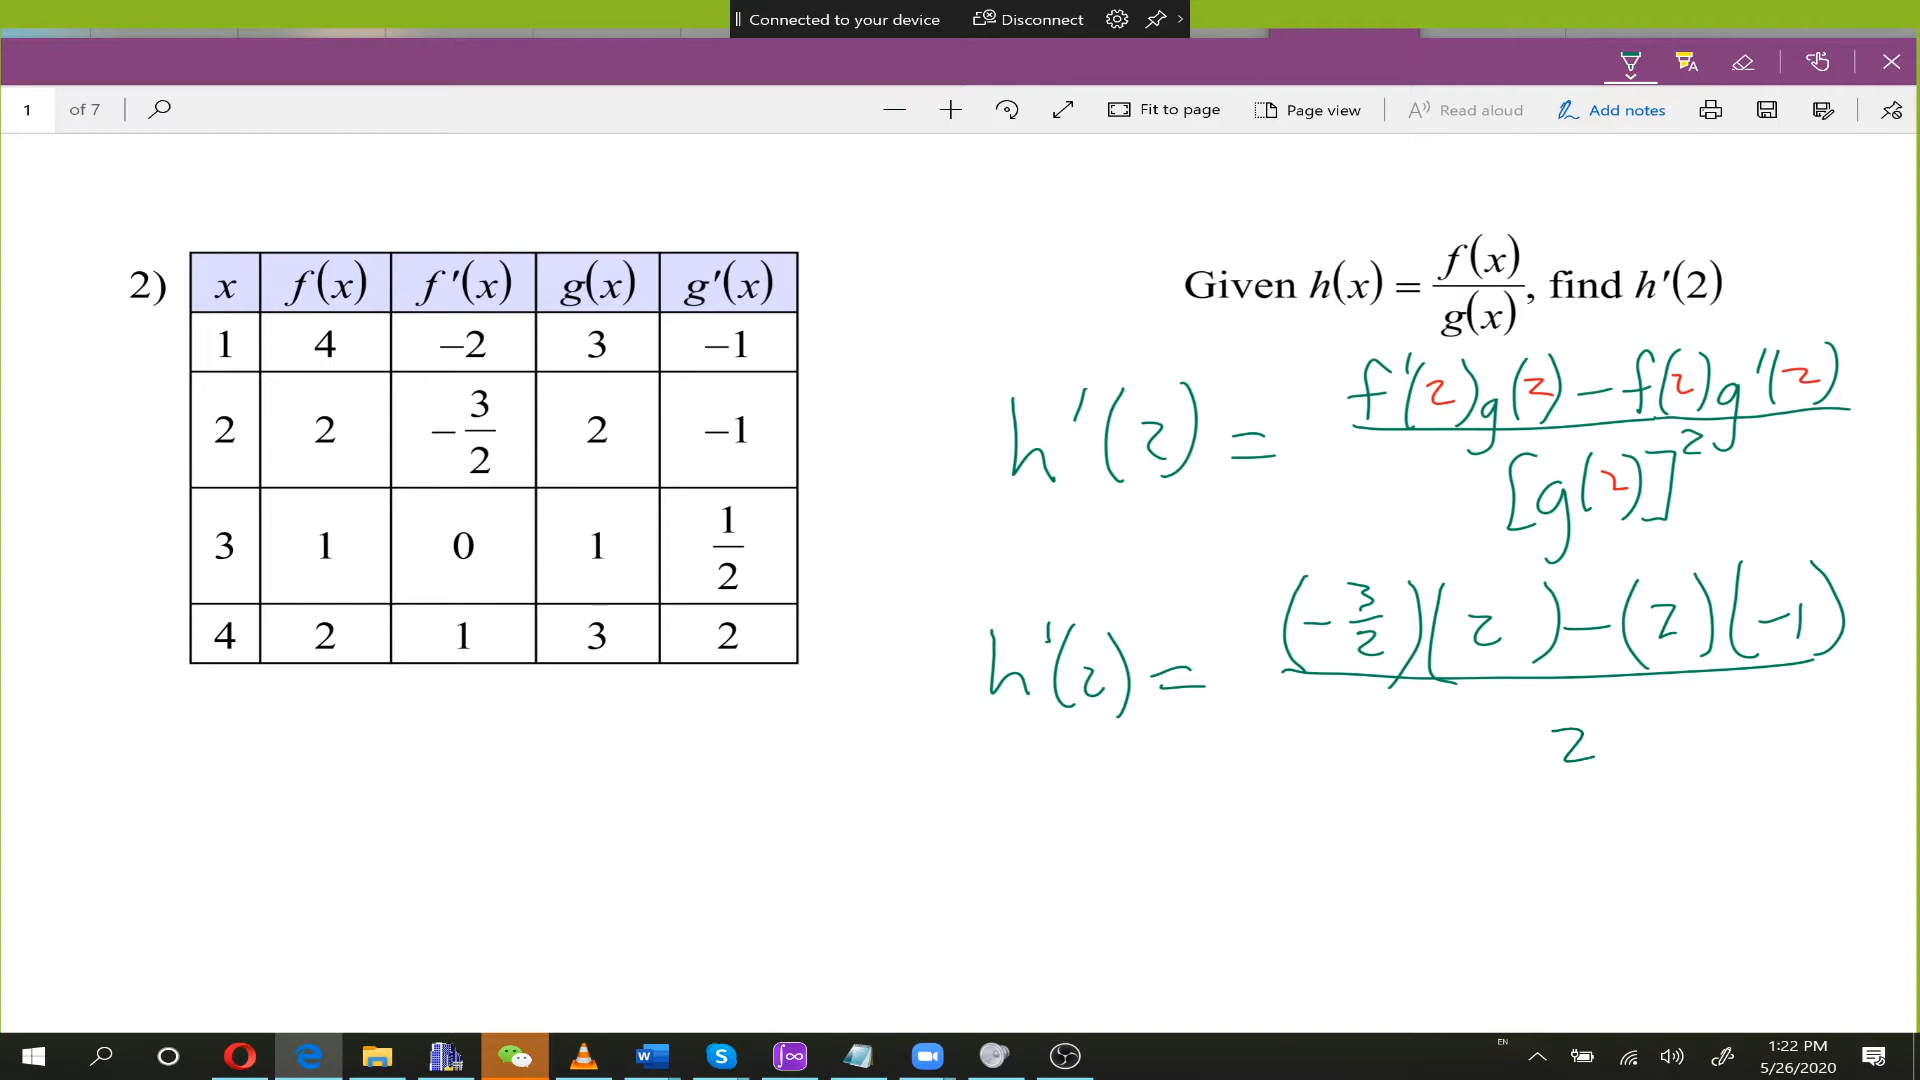 Connected to your device Disconnect
1 of 7 Fit to page Page view Read aloud Add notes
2)
x f(x) f′(x) g(x) g′(x)
1 4 −2 3 −1
2 2 −3/2 2 −1
3 1 0 1 1/2
4 2 1 3 2
Given h(x) = f(x)/g(x), find h′(2)
h′(2) = f′(2)g(2) − f(2)g′(2) / [g(2)]²
h′(2) = (−3/2)(2) − (2)(−1) / 2
EN
1:22 PM
5/26/2020